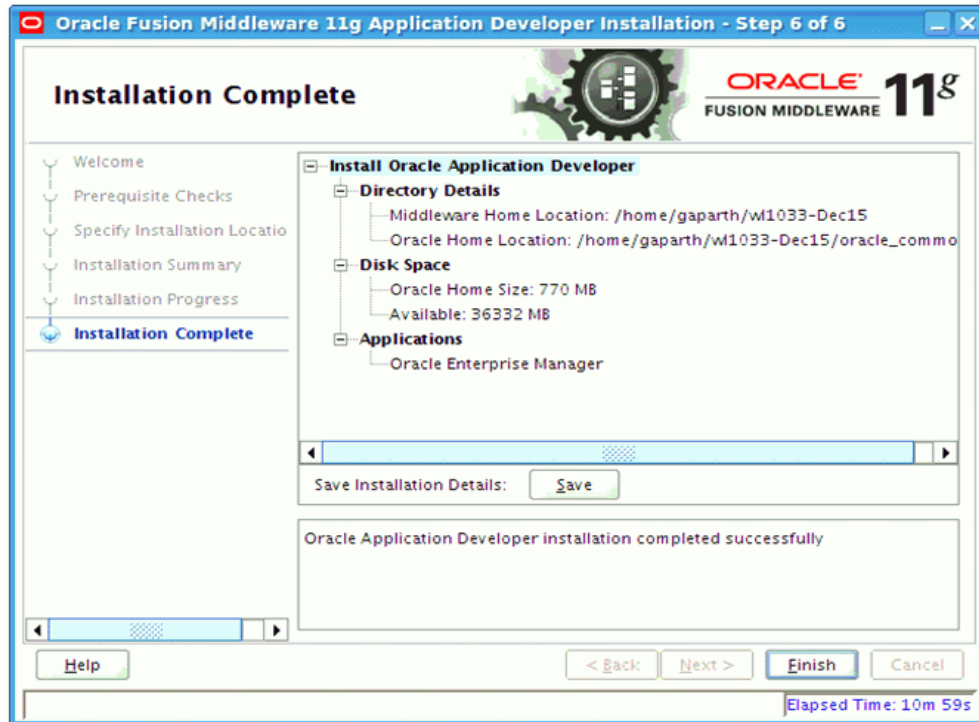 Oracle Fusion Middleware 11g Application Developer Installation - Step 6 of 6
Installation Complete
ORACLE
FUSION MIDDLEWARE
11g
Welcome
Prerequisite Checks
Specify Installation Locatio
Installation Summary
Installation Progress
Installation Complete
Install Oracle Application Developer
Directory Details
Middleware Home Location: /home/gaparth/wl1033-Dec15
Oracle Home Location: /home/gaparth/wl1033-Dec15/oracle_commo
Disk Space
Oracle Home Size: 770 MB
Available: 36332 MB
Applications
Oracle Enterprise Manager
Save Installation Details:
Save
Oracle Application Developer installation completed successfully
Help
< Back
Next >
Finish
Cancel
Elapsed Time: 10m 59s